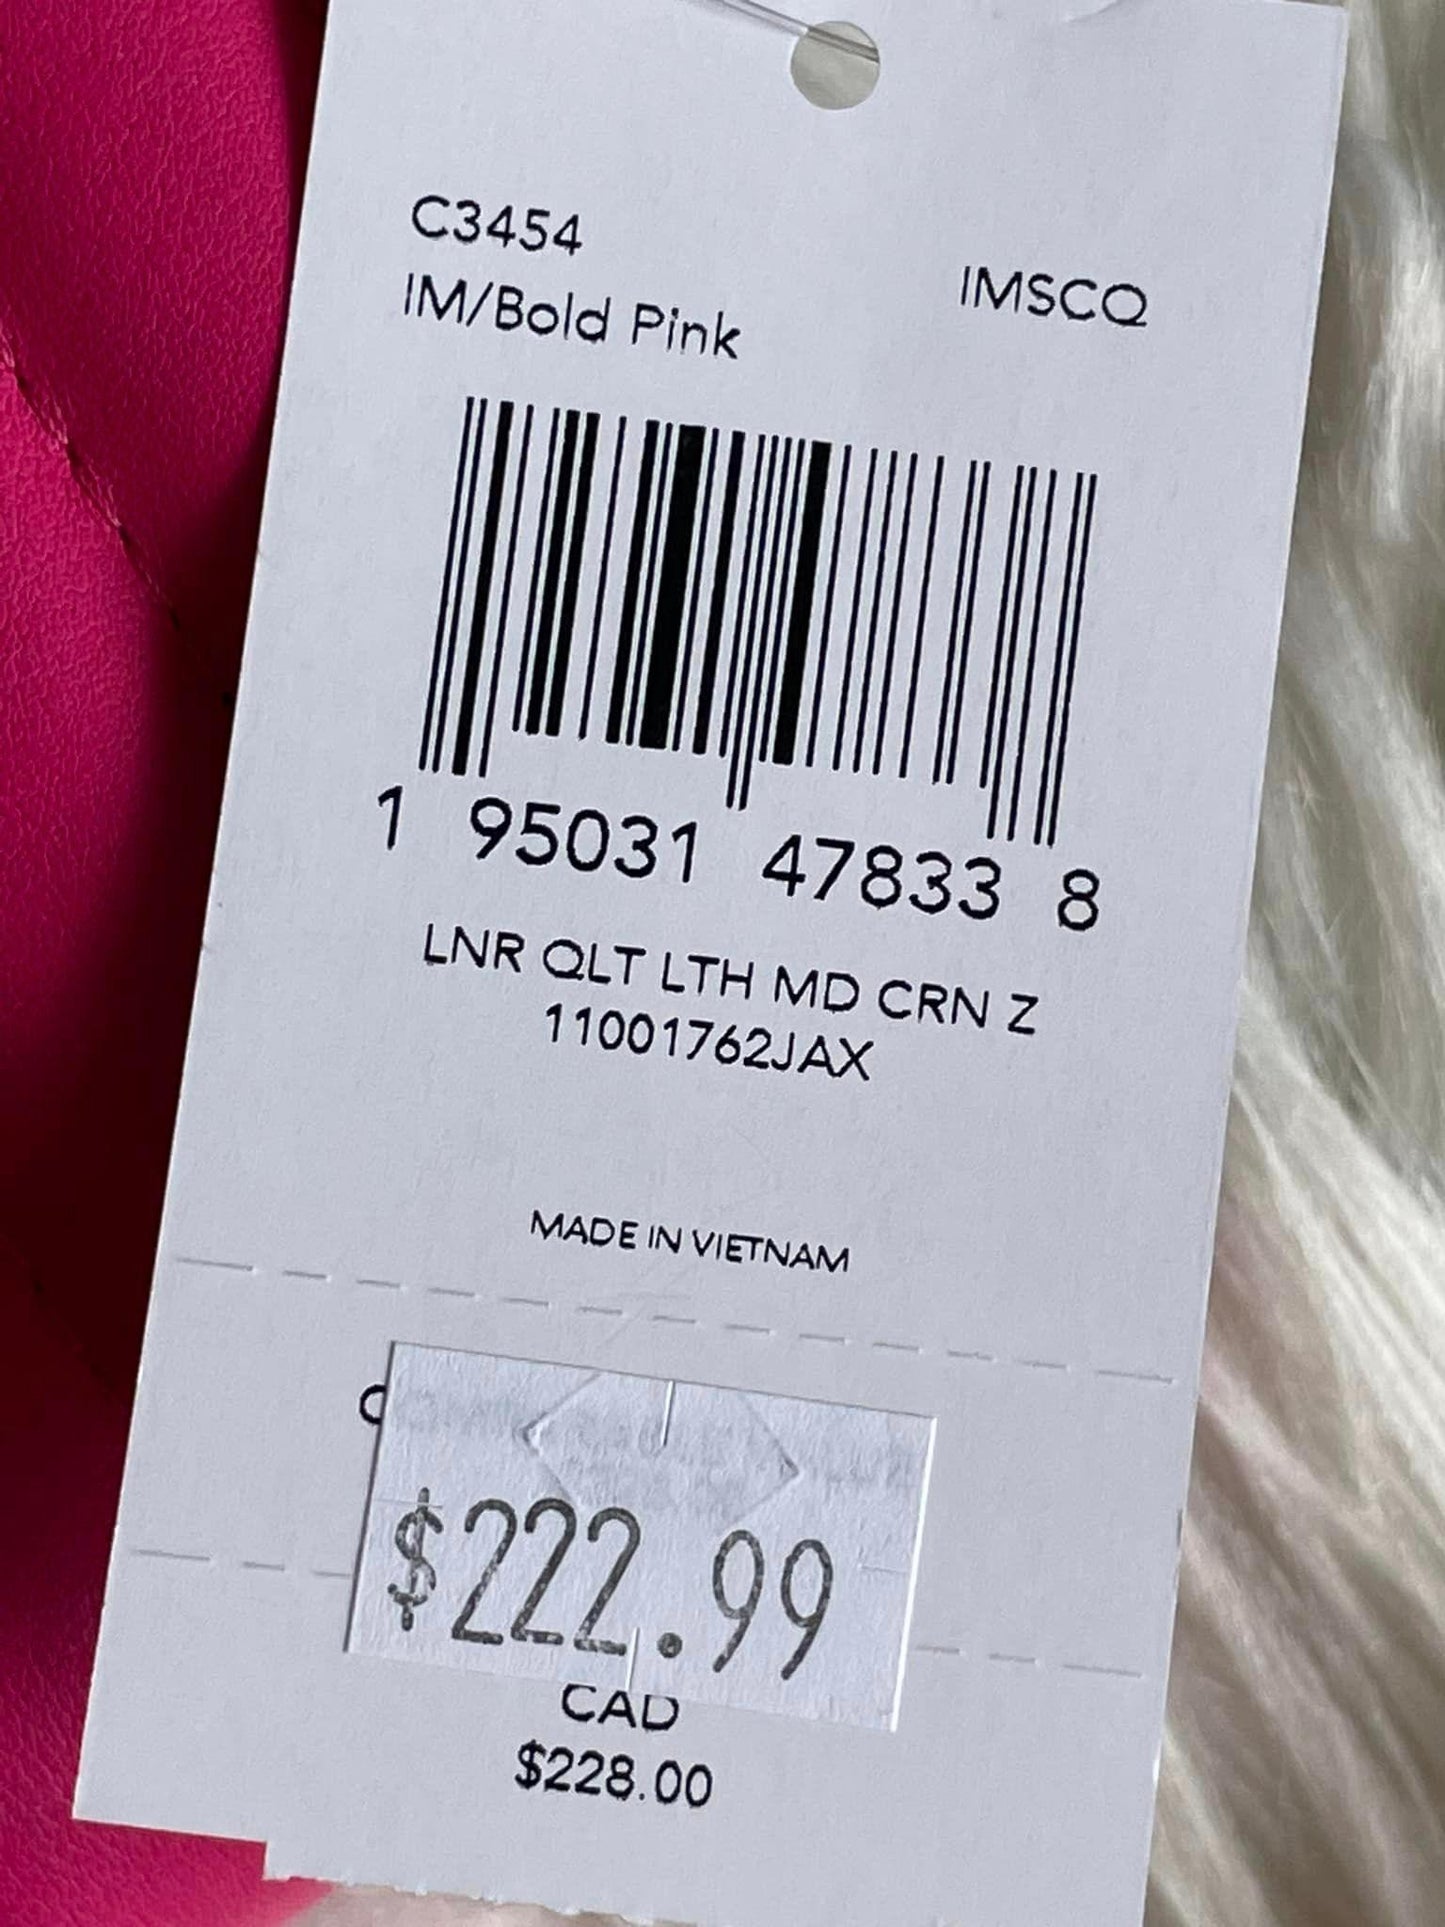 C3454
IM/Bold Pink
IMSCQ
1 95031 47833 8
LNR QLT LTH MD CRN Z
11001762JAX
MADE IN VIETNAM
$222.99
CAD
$228.00